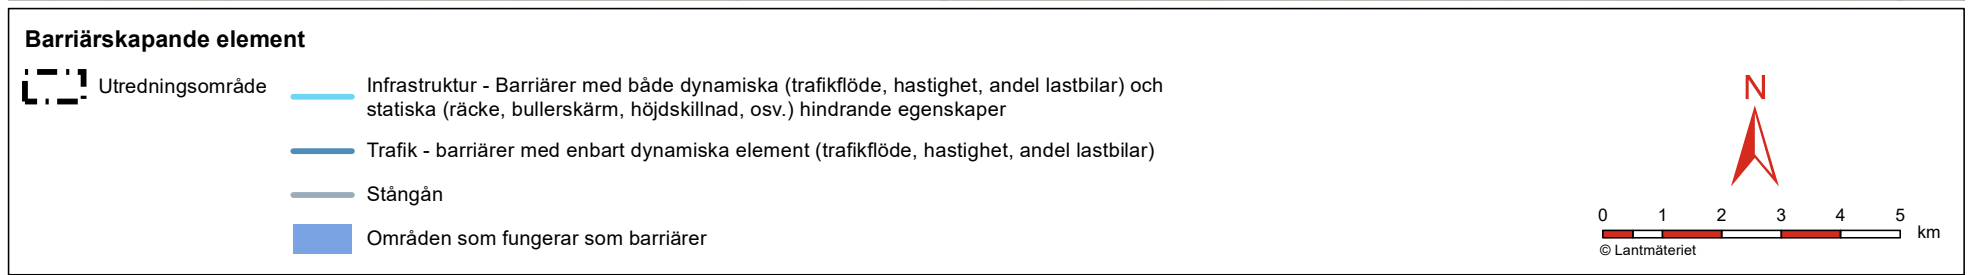 Barriärskapande element
Utredningsområde
Infrastruktur - Barriärer med både dynamiska (trafikflöde, hastighet, andel lastbilar) och
statiska (räcke, bullerskärm, höjdskillnad, osv.) hindrande egenskaper
Trafik - barriärer med enbart dynamiska element (trafikflöde, hastighet, andel lastbilar)
Stångån
Områden som fungerar som barriärer
N
0 1 2 3 4 5
km
© Lantmäteriet